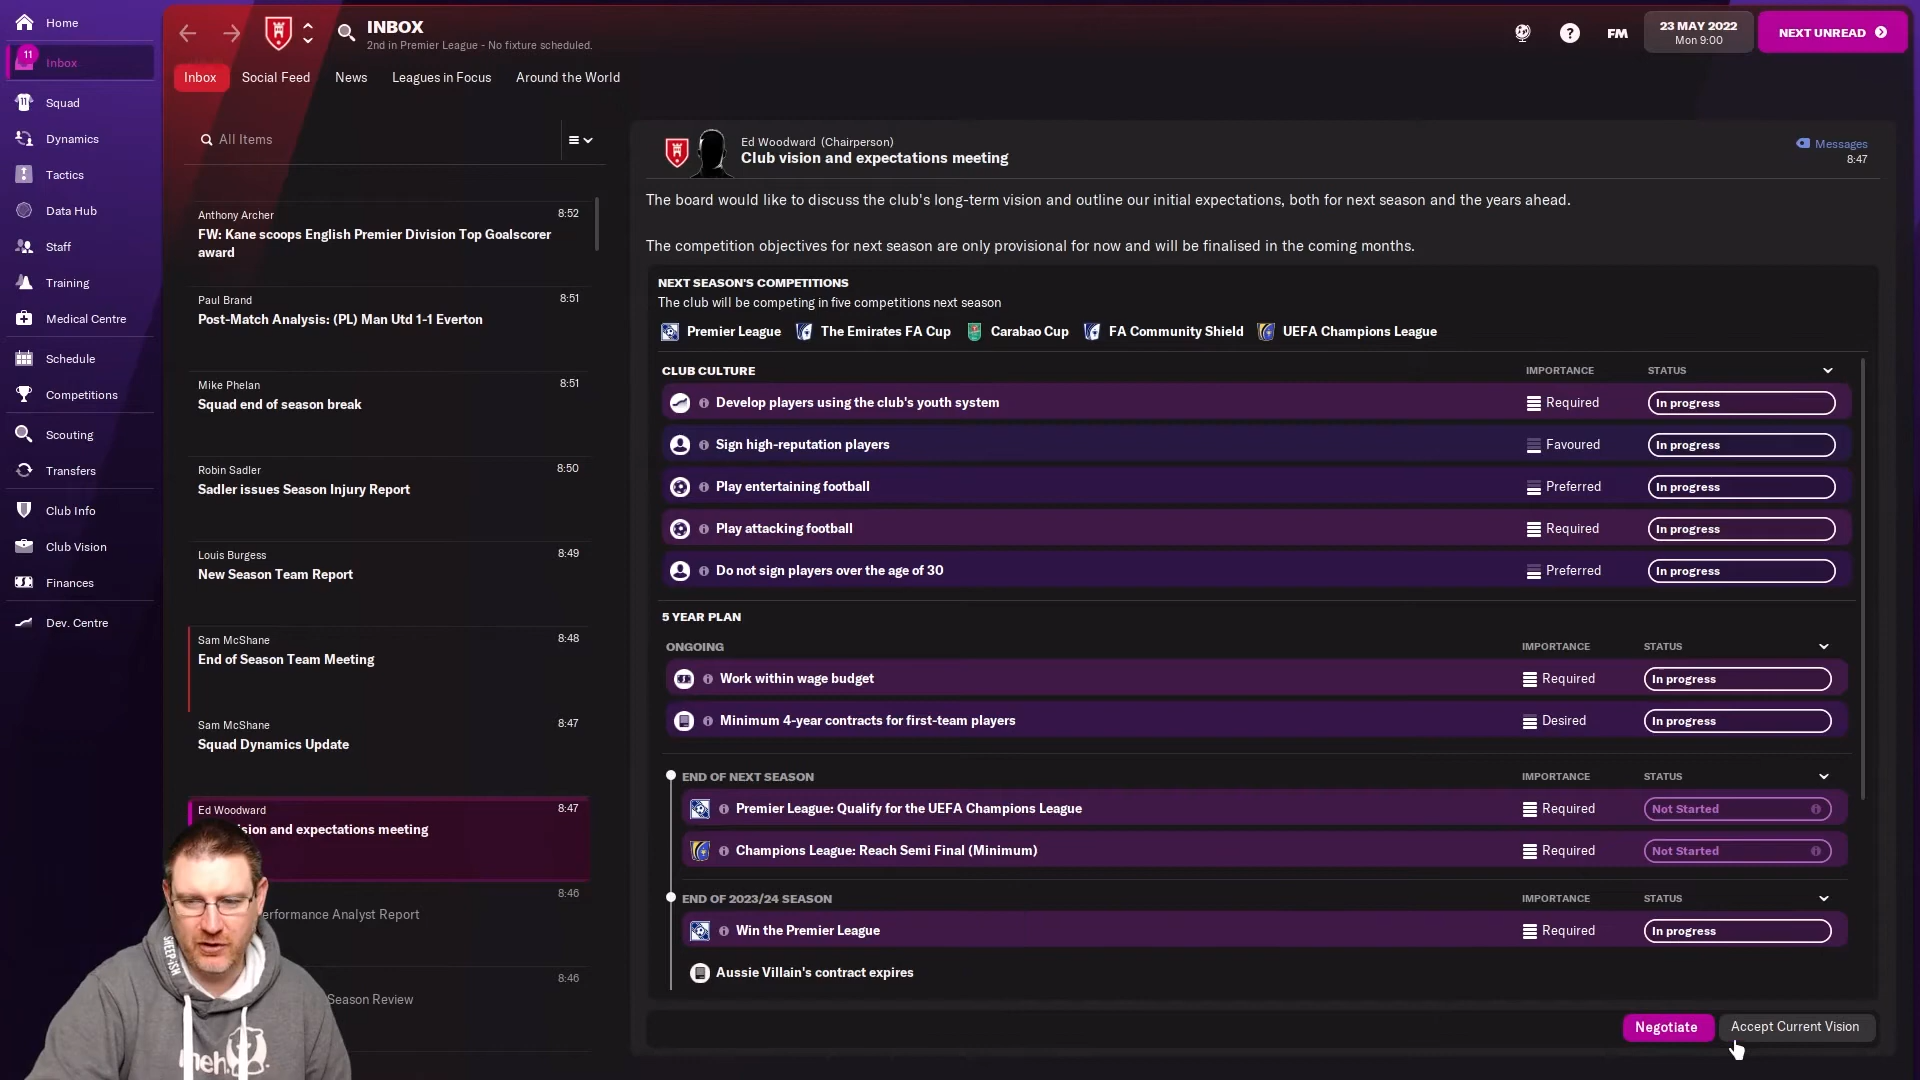 Home
11
Inbox
Squad
Dynamics
Tactics
Data Hub
Staff
Training
Medical Centre
Schedule
Competitions
Scouting
Transfers
Club Info
Club Vision
Finances
Dev. Centre
INBOX
2nd in Premier League - No fixture scheduled.
FM
23 MAY 2022
Mon 9:00
NEXT UNREAD
Inbox Social Feed News Leagues in Focus Around the World
All Items
Anthony Archer 8:52
FW: Kane scoops English Premier Division Top Goalscorer
award
Paul Brand 8:51
Post-Match Analysis: (PL) Man Utd 1-1 Everton
Mike Phelan 8:51
Squad end of season break
Robin Sadler 8:50
Sadler issues Season Injury Report
Louis Burgess 8:49
New Season Team Report
Sam McShane 8:48
End of Season Team Meeting
Sam McShane 8:47
Squad Dynamics Update
Ed Woodward 8:47
ision and expectations meeting
8:46
erformance Analyst Report
8:46
Season Review
SHEEP-ISH
meh.
Ed Woodward (Chairperson)
Club vision and expectations meeting
Messages
8:47
The board would like to discuss the club's long-term vision and outline our initial expectations, both for next season and the years ahead.
The competition objectives for next season are only provisional for now and will be finalised in the coming months.
NEXT SEASON'S COMPETITIONS
The club will be competing in five competitions next season
Premier League The Emirates FA Cup Carabao Cup FA Community Shield UEFA Champions League
CLUB CULTURE IMPORTANCE STATUS
Develop players using the club's youth system Required In progress
Sign high-reputation players Favoured In progress
Play entertaining football Preferred In progress
Play attacking football Required In progress
Do not sign players over the age of 30 Preferred In progress
5 YEAR PLAN
ONGOING IMPORTANCE STATUS
Work within wage budget Required In progress
Minimum 4-year contracts for first-team players Desired In progress
END OF NEXT SEASON IMPORTANCE STATUS
Premier League: Qualify for the UEFA Champions League Required Not Started
Champions League: Reach Semi Final (Minimum) Required Not Started
END OF 2023/24 SEASON IMPORTANCE STATUS
Win the Premier League Required In progress
Aussie Villain's contract expires
Negotiate Accept Current Vision